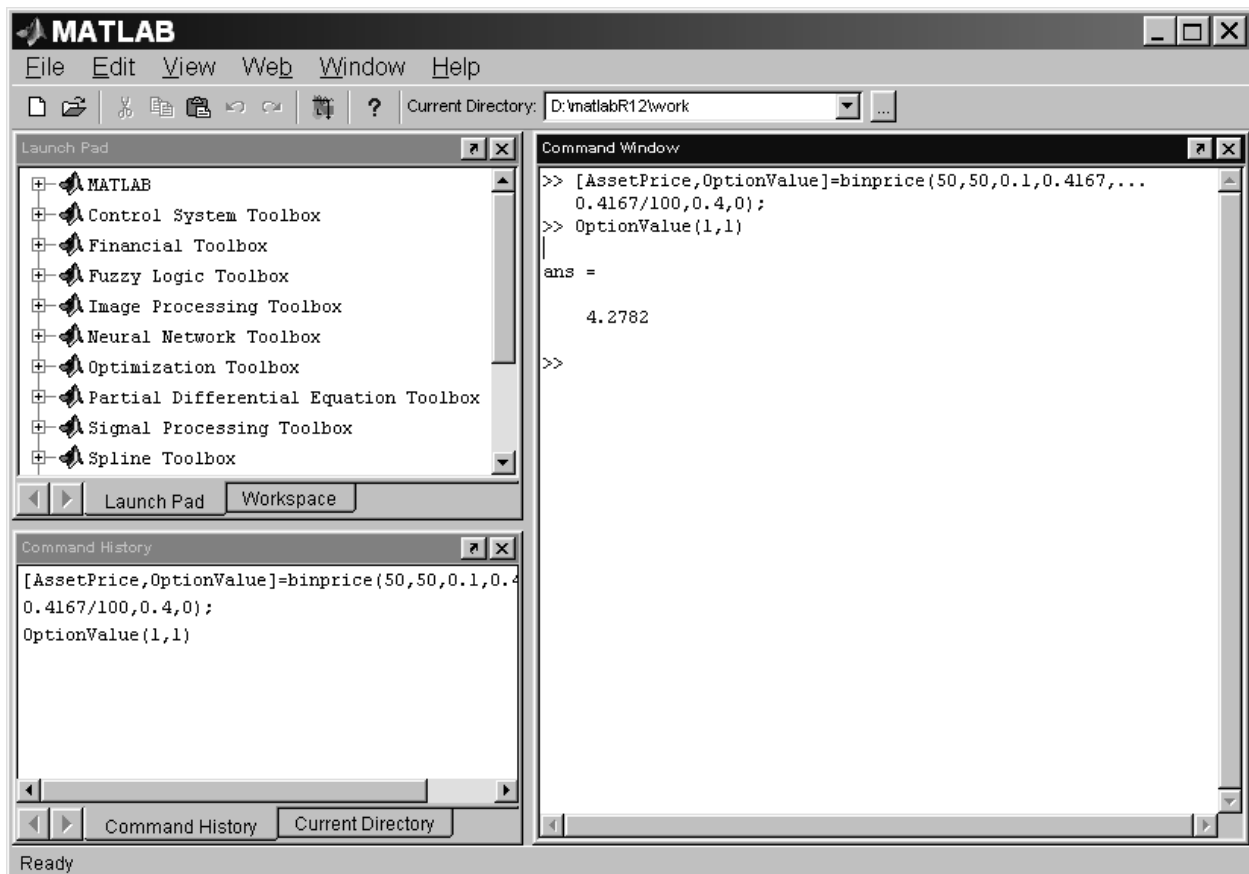 MATLAB
File Edit View Web Window Help
? Current Directory: D:\matlabR12\work ...
Launch Pad
MATLAB
Control System Toolbox
Financial Toolbox
Fuzzy Logic Toolbox
Image Processing Toolbox
Neural Network Toolbox
Optimization Toolbox
Partial Differential Equation Toolbox
Signal Processing Toolbox
Spline Toolbox
Launch Pad Workspace
Command History
[AssetPrice,OptionValue]=binprice(50,50,0.1,0.4
0.4167/100,0.4,0);
OptionValue(1,1)
Command History Current Directory
Command Window
>> [AssetPrice,OptionValue]=binprice(50,50,0.1,0.4167,...
0.4167/100,0.4,0);
>> OptionValue(1,1)
ans =
4.2782
>>
Ready